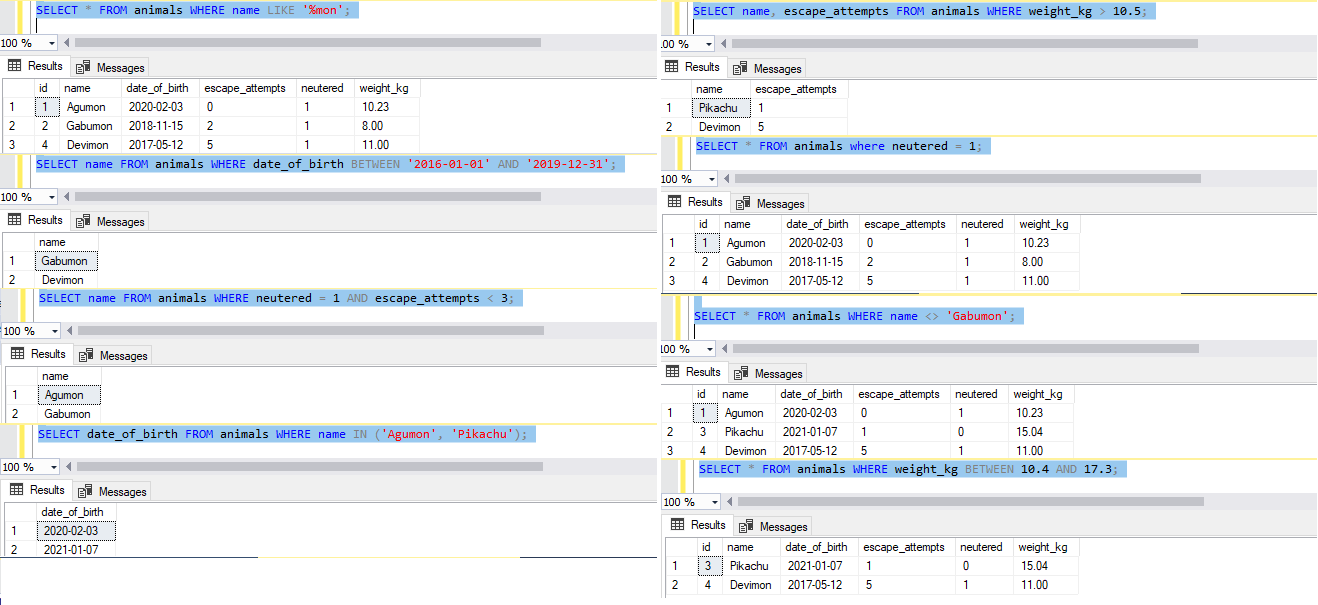 SELECT * FROM animals WHERE name LIKE '%mon';
100 %
Results Messages
id name date_of_birth escape_attempts neutered weight_kg
1 1 Agumon 2020-02-03 0 1 10.23
2 2 Gabumon 2018-11-15 2 1 8.00
3 4 Devimon 2017-05-12 5 1 11.00
SELECT name FROM animals WHERE date_of_birth BETWEEN '2016-01-01' AND '2019-12-31';
100 %
Results Messages
name
1 Gabumon
2 Devimon
SELECT name FROM animals WHERE neutered = 1 AND escape_attempts < 3;
100 %
Results Messages
name
1 Agumon
2 Gabumon
SELECT date_of_birth FROM animals WHERE name IN ('Agumon', 'Pikachu');
100 %
Results Messages
date_of_birth
1 2020-02-03
2 2021-01-07
SELECT name, escape_attempts FROM animals WHERE weight_kg > 10.5;
100 %
Results Messages
name escape_attempts
1 Pikachu 1
2 Devimon 5
SELECT * FROM animals where neutered = 1;
100 %
Results Messages
id name date_of_birth escape_attempts neutered weight_kg
1 1 Agumon 2020-02-03 0 1 10.23
2 2 Gabumon 2018-11-15 2 1 8.00
3 4 Devimon 2017-05-12 5 1 11.00
SELECT * FROM animals WHERE name <> 'Gabumon';
100 %
Results Messages
id name date_of_birth escape_attempts neutered weight_kg
1 1 Agumon 2020-02-03 0 1 10.23
2 3 Pikachu 2021-01-07 1 0 15.04
3 4 Devimon 2017-05-12 5 1 11.00
SELECT * FROM animals WHERE weight_kg BETWEEN 10.4 AND 17.3;
100 %
Results Messages
id name date_of_birth escape_attempts neutered weight_kg
1 3 Pikachu 2021-01-07 1 0 15.04
2 4 Devimon 2017-05-12 5 1 11.00